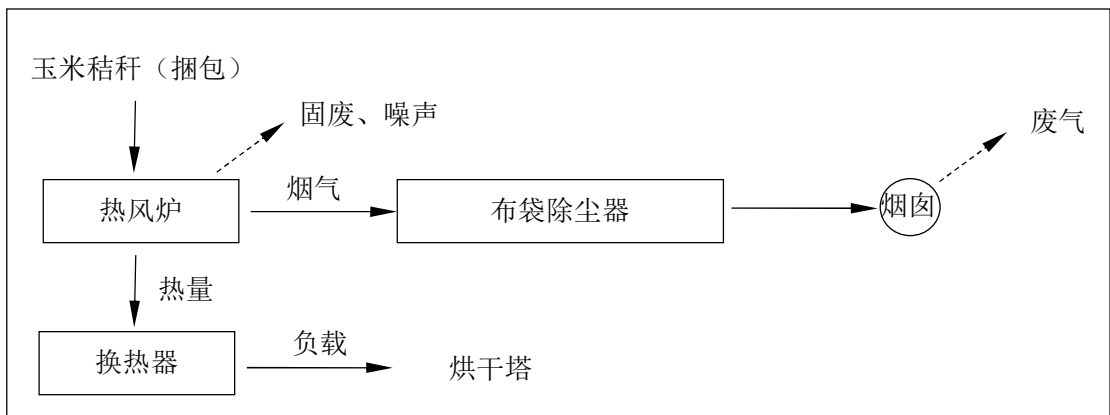 玉米秸秆（捆包）
固废、噪声
废气
热风炉
烟气
布袋除尘器
烟囱
热量
换热器
负载
烘干塔